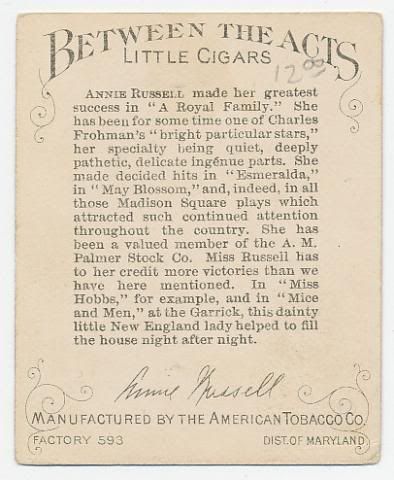 BETWEEN THE ACTS
LITTLE CIGARS
12.00
ANNIE RUSSELL made her greatest
success in "A Royal Family." She
has been for some time one of Charles
Frohman's "bright particular stars,"
her specialty being quiet, deeply
pathetic, delicate ingénue parts. She
made decided hits in "Esmeralda,"
in "May Blossom," and, indeed, in all
those Madison Square plays which
attracted such continued attention
throughout the country. She has
been a valued member of the A. M.
Palmer Stock Co. Miss Russell has
to her credit more victories than we
have here mentioned. In "Miss
Hobbs," for example, and in "Mice
and Men," at the Garrick, this dainty
little New England lady helped to fill
the house night after night.
Annie Russell
MANUFACTURED BY THE AMERICAN TOBACCO CO.
FACTORY 593 DIST. OF MARYLAND